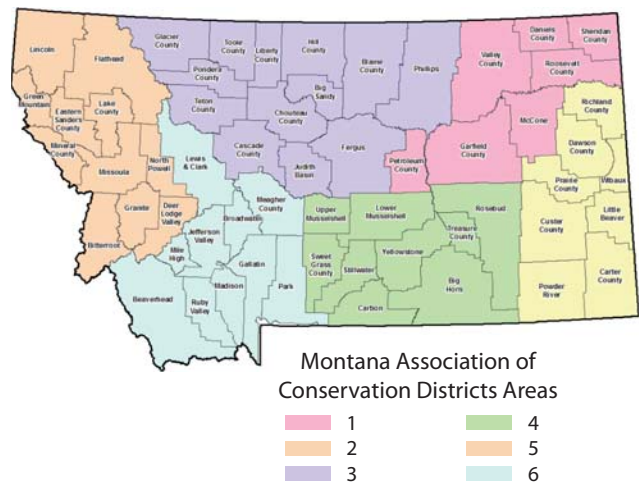 Lincoln
Flathead
Glacier
County
Toole
County
Liberty
County
Hill
County
Blaine
County
Phillips
Valley
County
Daniels
County
Sheridan
County
Roosevelt
County
Pondera
County
Big
Sandy
Teton
County
Chouteau
County
Green
Mountain
Eastern
Sanders
County
Lake
County
Mineral
County
Missoula
North
Powell
Lewis
& Clark
Cascade
County
Judith
Basin
Fergus
Petroleum
County
Garfield
County
McCone
Richland
County
Dawson
County
Prairie
County
Wibaux
Granite
Deer
Lodge
Valley
Bitterroot
Meagher
County
Broadwater
Jefferson
Valley
Mile
High
Gallatin
Upper
Musselshell
Lower
Musselshell
Rosebud
Treasure
County
Custer
County
Little
Beaver
Sweet
Grass
County
Stillwater
Yellowstone
Big
Horn
Carbon
Powder
River
Carter
County
Beaverhead
Ruby
Valley
Madison
Park
Montana Association of
Conservation Districts Areas
1
2
3
4
5
6